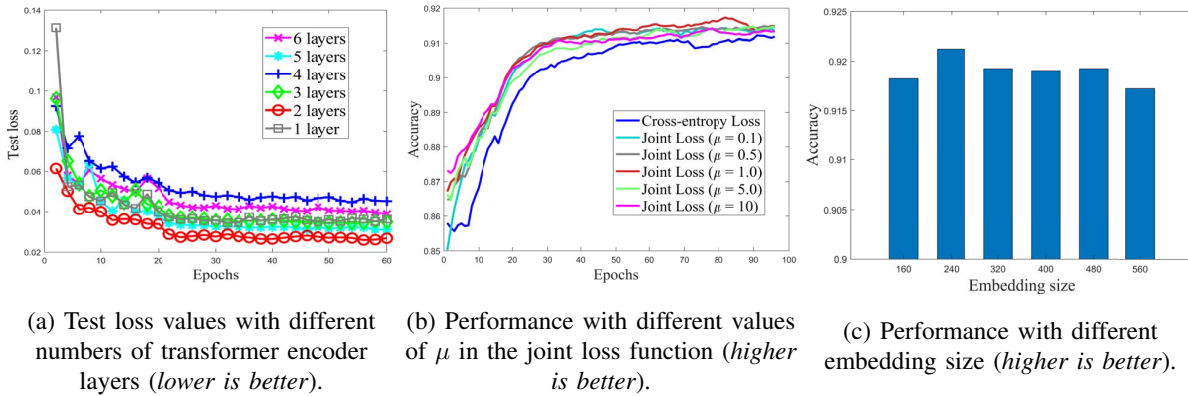 0.14
0.12
0.1
0.08
0.06
0.04
0.02
0
10
20
30
40
50
60
Test loss
Epochs
6 layers
5 layers
4 layers
3 layers
2 layers
1 layer
(a) Test loss values with different
numbers of transformer encoder
layers (lower is better).
0.92
0.91
0.9
0.89
0.88
0.87
0.86
0.85
0
10
20
30
40
50
60
70
80
90
100
Accuracy
Epochs
Cross-entropy Loss
Joint Loss (μ = 0.1)
Joint Loss (μ = 0.5)
Joint Loss (μ = 1.0)
Joint Loss (μ = 5.0)
Joint Loss (μ = 10)
(b) Performance with different values
of μ in the joint loss function (higher
is better).
0.925
0.92
0.915
0.91
0.905
0.9
160
240
320
400
480
560
Accuracy
Embedding size
(c) Performance with different
embedding size (higher is better).